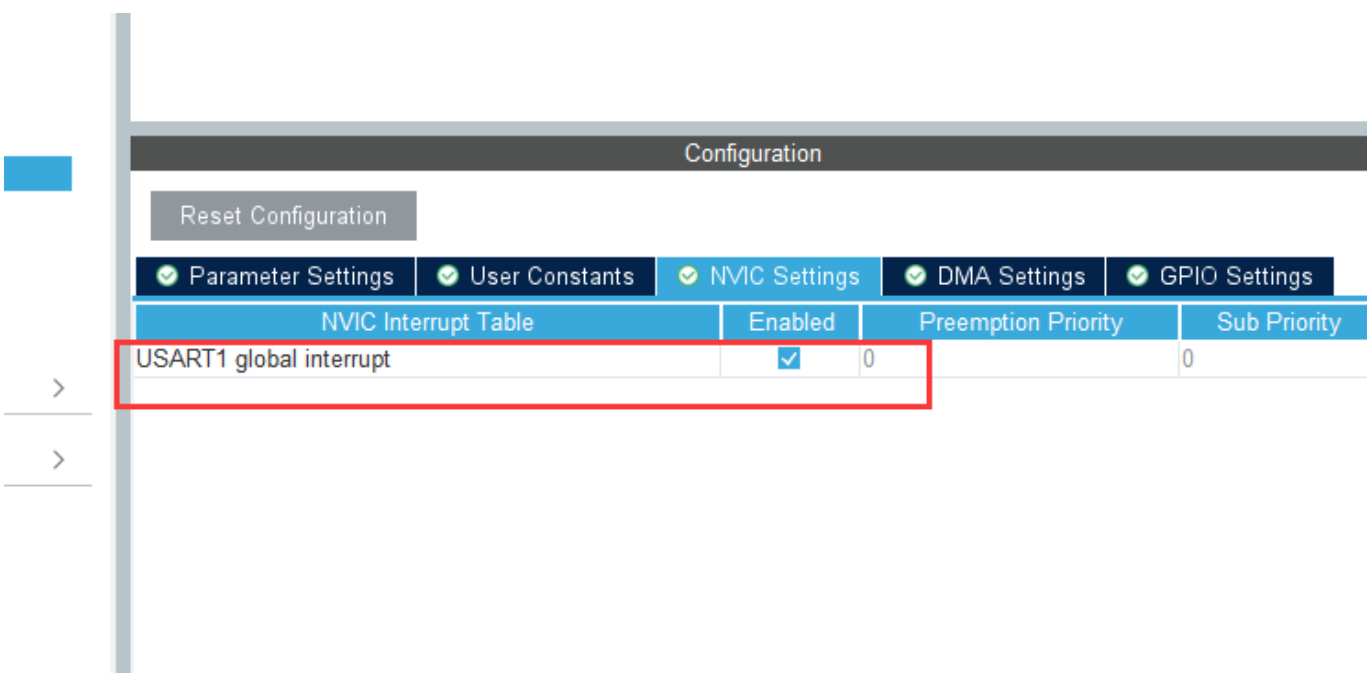 Configuration
Reset Configuration
Parameter Settings User Constants NVIC Settings DMA Settings GPIO Settings
NVIC Interrupt Table Enabled Preemption Priority Sub Priority
USART1 global interrupt 0 0